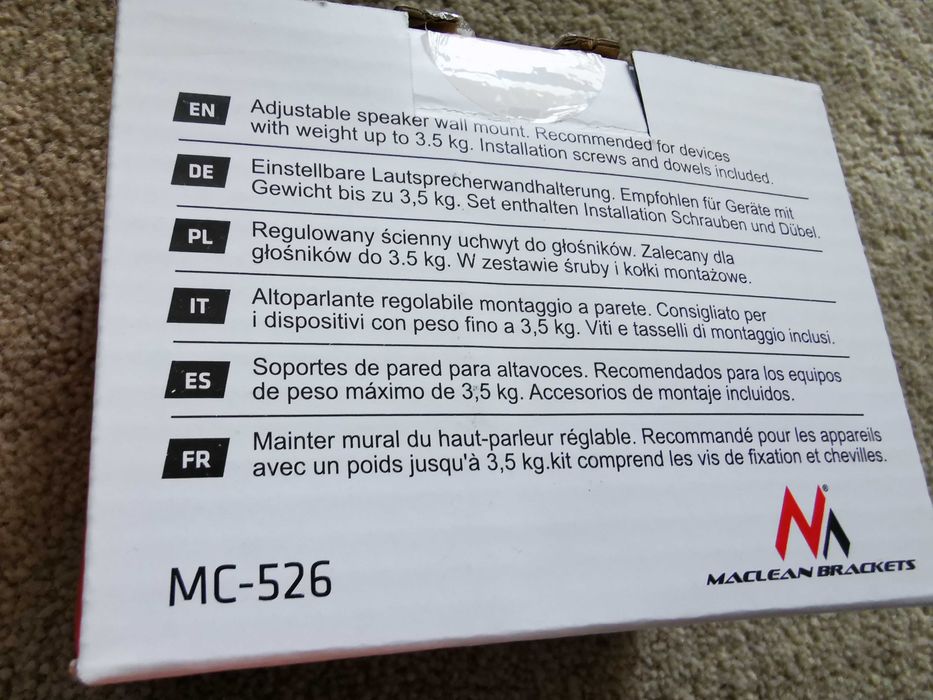 EN
Adjustable speaker wall mount. Recommended for devices
with weight up to 3.5 kg. Installation screws and dowels included.
DE
Einstellbare Lautsprecherwandhalterung. Empfohlen für Geräte mit
Gewicht bis zu 3,5 kg. Set enthalten Installation Schrauben und Dübel.
PL
Regulowany ścienny uchwyt do głośników. Zalecany dla
głośników do 3.5 kg. W zestawie śruby i kołki montażowe.
IT
Altoparlante regolabile montaggio a parete. Consigliato per
i dispositivi con peso fino a 3,5 kg. Viti e tasselli di montaggio inclusi.
ES
Soportes de pared para altavoces. Recomendados para los equipos
de peso máximo de 3,5 kg. Accesorios de montaje incluidos.
FR
Mainter mural du haut-parleur réglable. Recommandé pour les appareils
avec un poids jusqu'à 3,5 kg.kit comprend les vis de fixation et chevilles.
®
MACLEAN BRACKETS
MC-526